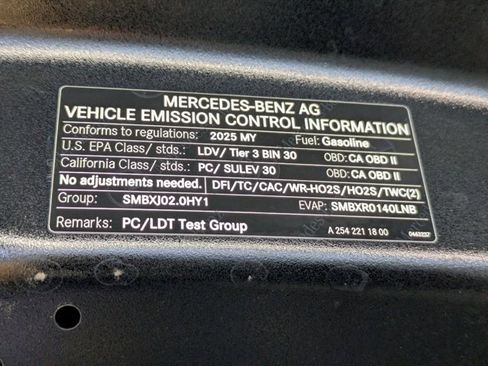 MERCEDES-BENZ AG
VEHICLE EMISSION CONTROL INFORMATION
Conforms to regulations: 2025 MY Fuel: Gasoline
U.S. EPA Class/ stds.: LDV/ Tier 3 BIN 30 OBD: CA OBD II
California Class/ stds.: PC/ SULEV 30 OBD: CA OBD II
No adjustments needed. DFI/TC/CAC/WR-HO2S/HO2S/TWC(2)
Group: SMBXJ02.0HY1 EVAP: SMBXR0140LNB
Remarks: PC/LDT Test Group A 254 221 18 00 0443237